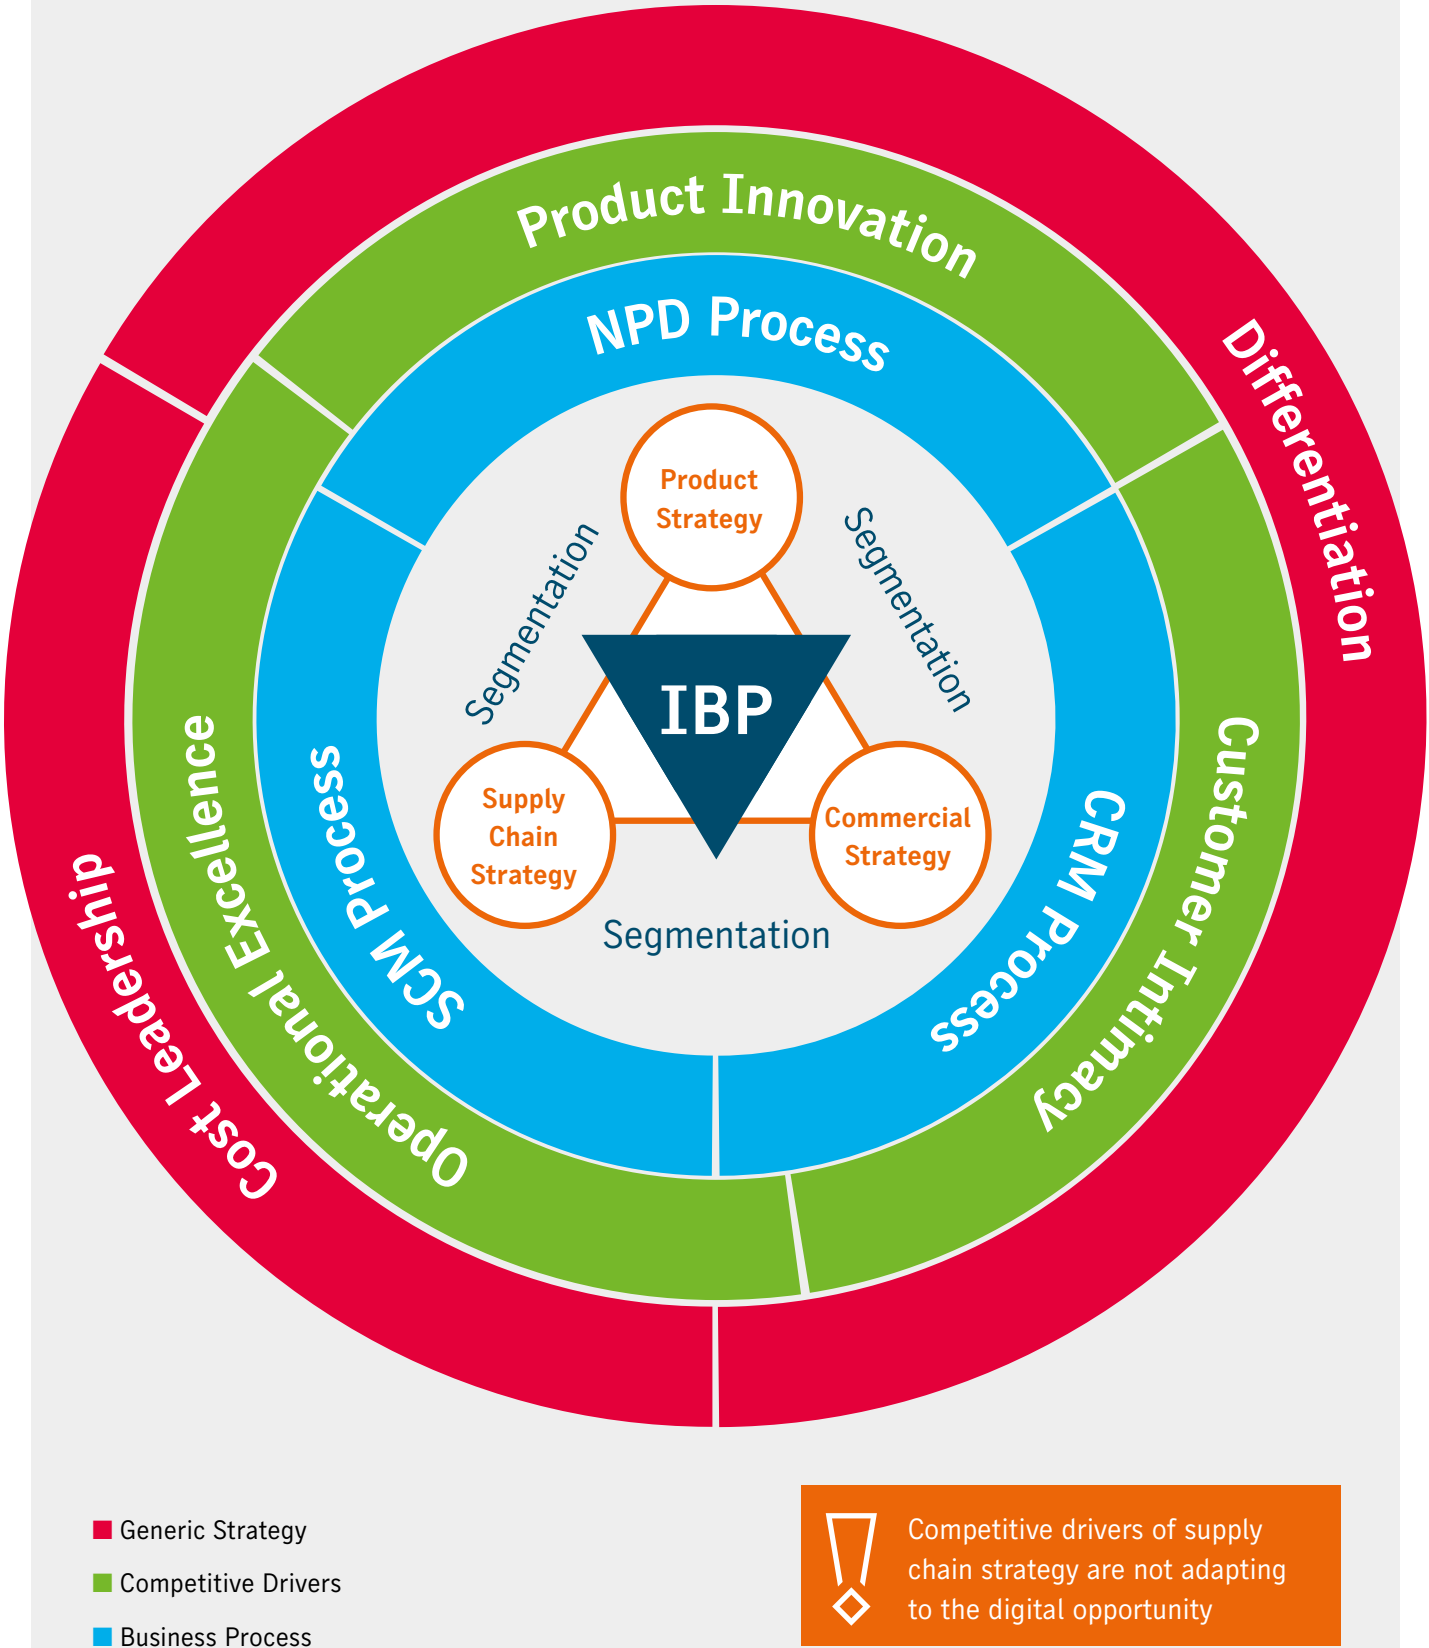 Product Innovation
NPD Process
Differentiation
Product
Strategy
Segmentation
Segmentation
IBP
Supply
Chain
Strategy
Commercial
Strategy
Segmentation
SCM Process
CRM Process
Operational Excellence
Customer Intimacy
Cost Leadership
Generic Strategy
Competitive Drivers
Business Process
Competitive drivers of supply
chain strategy are not adapting
to the digital opportunity